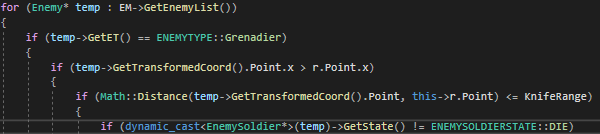 for (Enemy* temp : EM->GetEnemyList())
{
if (temp->GetET() == ENEMYTYPE::Grenadier)
{
if (temp->GetTransformedCoord().Point.x > r.Point.x)
{
if (Math::Distance(temp->GetTransformedCoord().Point, this->r.Point) <= KnifeRange)
{
if (dynamic_cast<EnemySoldier*>(temp)->GetState() != ENEMYSOLDIERSTATE::DIE)